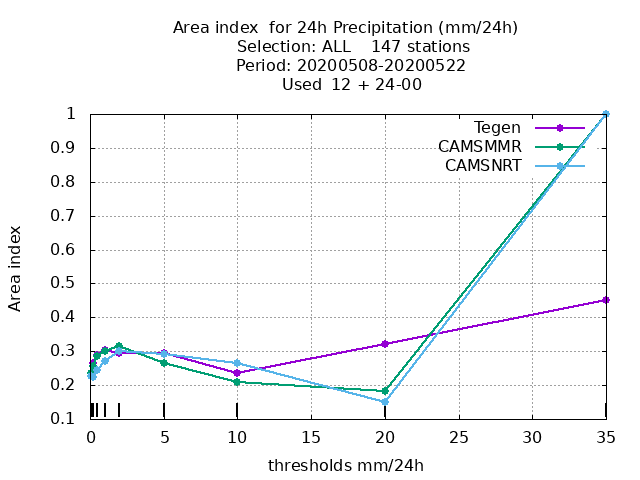 Area index  for 24h Precipitation (mm/24h)
Selection: ALL    147 stations
Period: 20200508-20200522
Used  12 + 24-00
Tegen
CAMSMMR
CAMSNRT
1
0.9
0.8
0.7
0.6
0.5
0.4
0.3
0.2
0.1
Area index
0 5 10 15 20 25 30 35
thresholds mm/24h